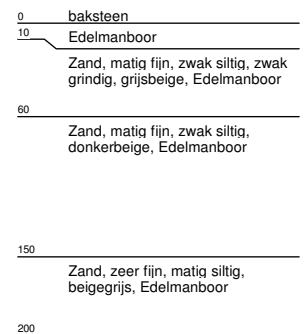 0 baksteen
10 Edelmanboor
Zand, matig fijn, zwak siltig, zwak
grindig, grijsbeige, Edelmanboor
60
Zand, matig fijn, zwak siltig,
donkerbeige, Edelmanboor
150
Zand, zeer fijn, matig siltig,
beigegrijs, Edelmanboor
200